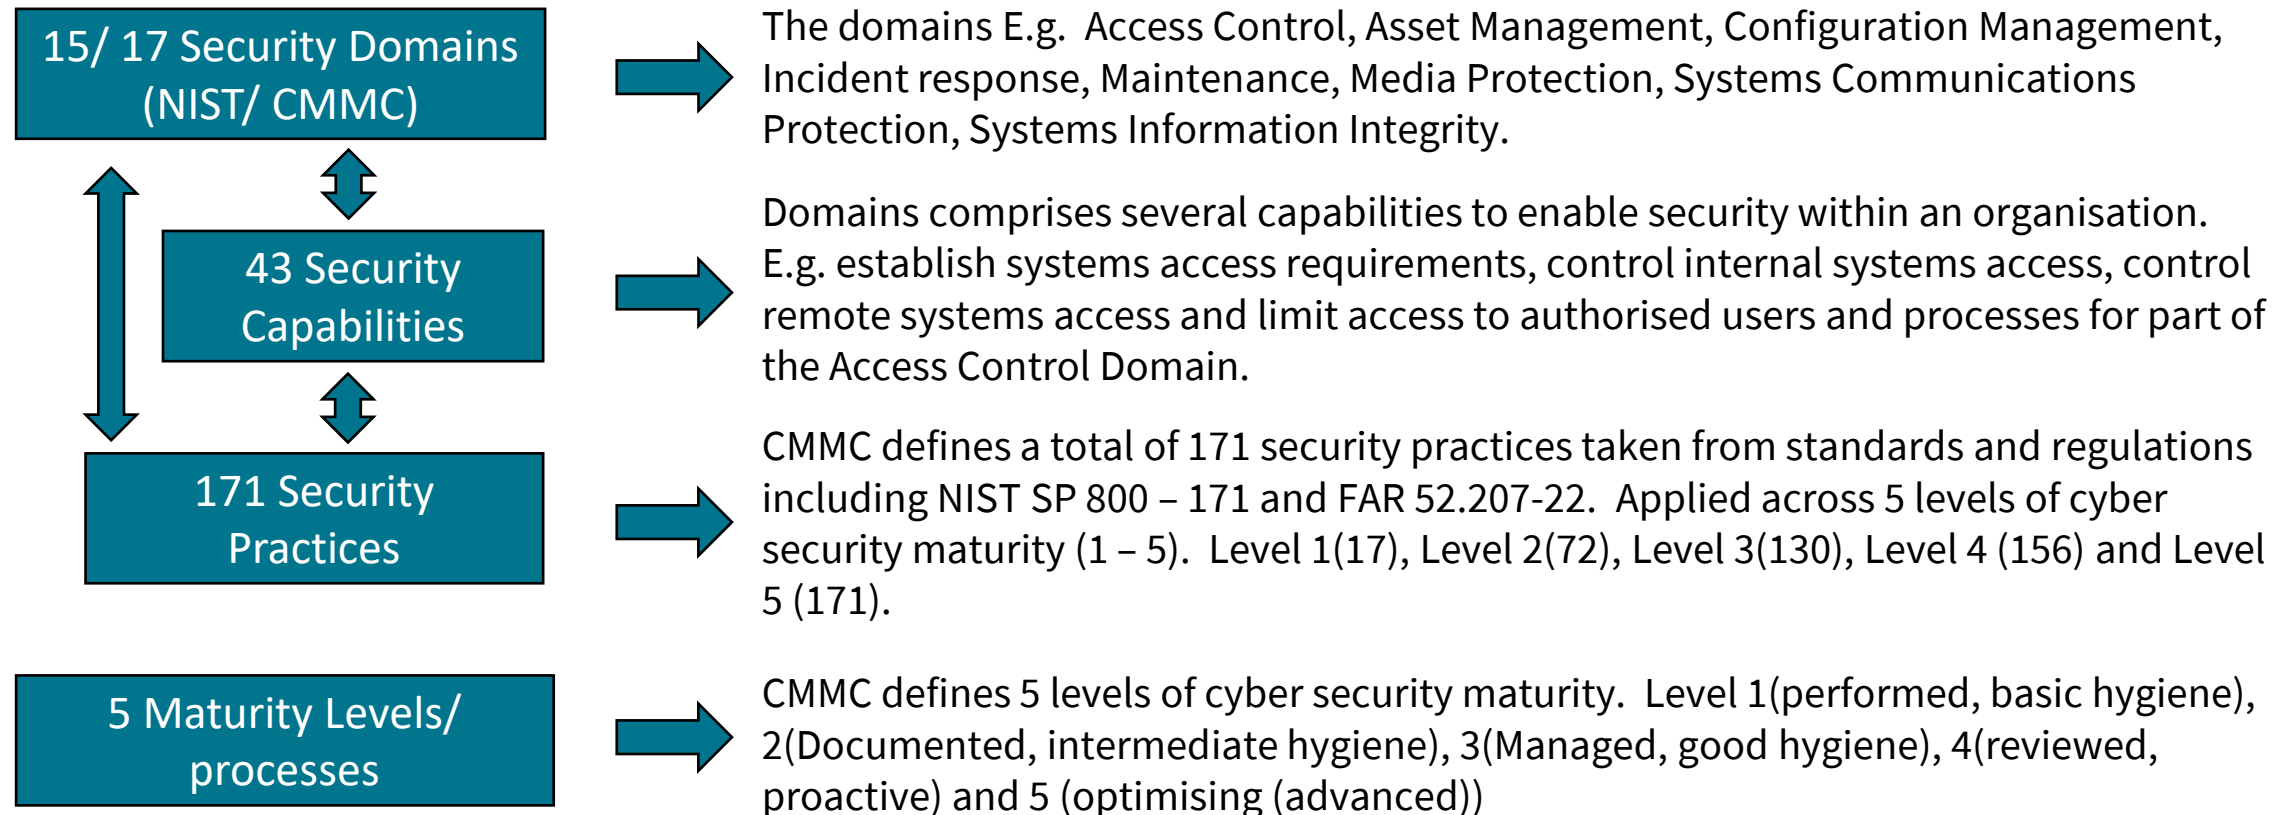 15/ 17 Security Domains
(NIST/ CMMC)
The domains E.g.  Access Control, Asset Management, Configuration Management,
Incident response, Maintenance, Media Protection, Systems Communications
Protection, Systems Information Integrity.
43 Security
Capabilities
Domains comprises several capabilities to enable security within an organisation.
E.g. establish systems access requirements, control internal systems access, control
remote systems access and limit access to authorised users and processes for part of
the Access Control Domain.
171 Security
Practices
CMMC defines a total of 171 security practices taken from standards and regulations
including NIST SP 800 – 171 and FAR 52.207-22.  Applied across 5 levels of cyber
security maturity (1 – 5).  Level 1(17), Level 2(72), Level 3(130), Level 4 (156) and Level
5 (171).
5 Maturity Levels/
processes
CMMC defines 5 levels of cyber security maturity.  Level 1(performed, basic hygiene),
2(Documented, intermediate hygiene), 3(Managed, good hygiene), 4(reviewed,
proactive) and 5 (optimising (advanced))